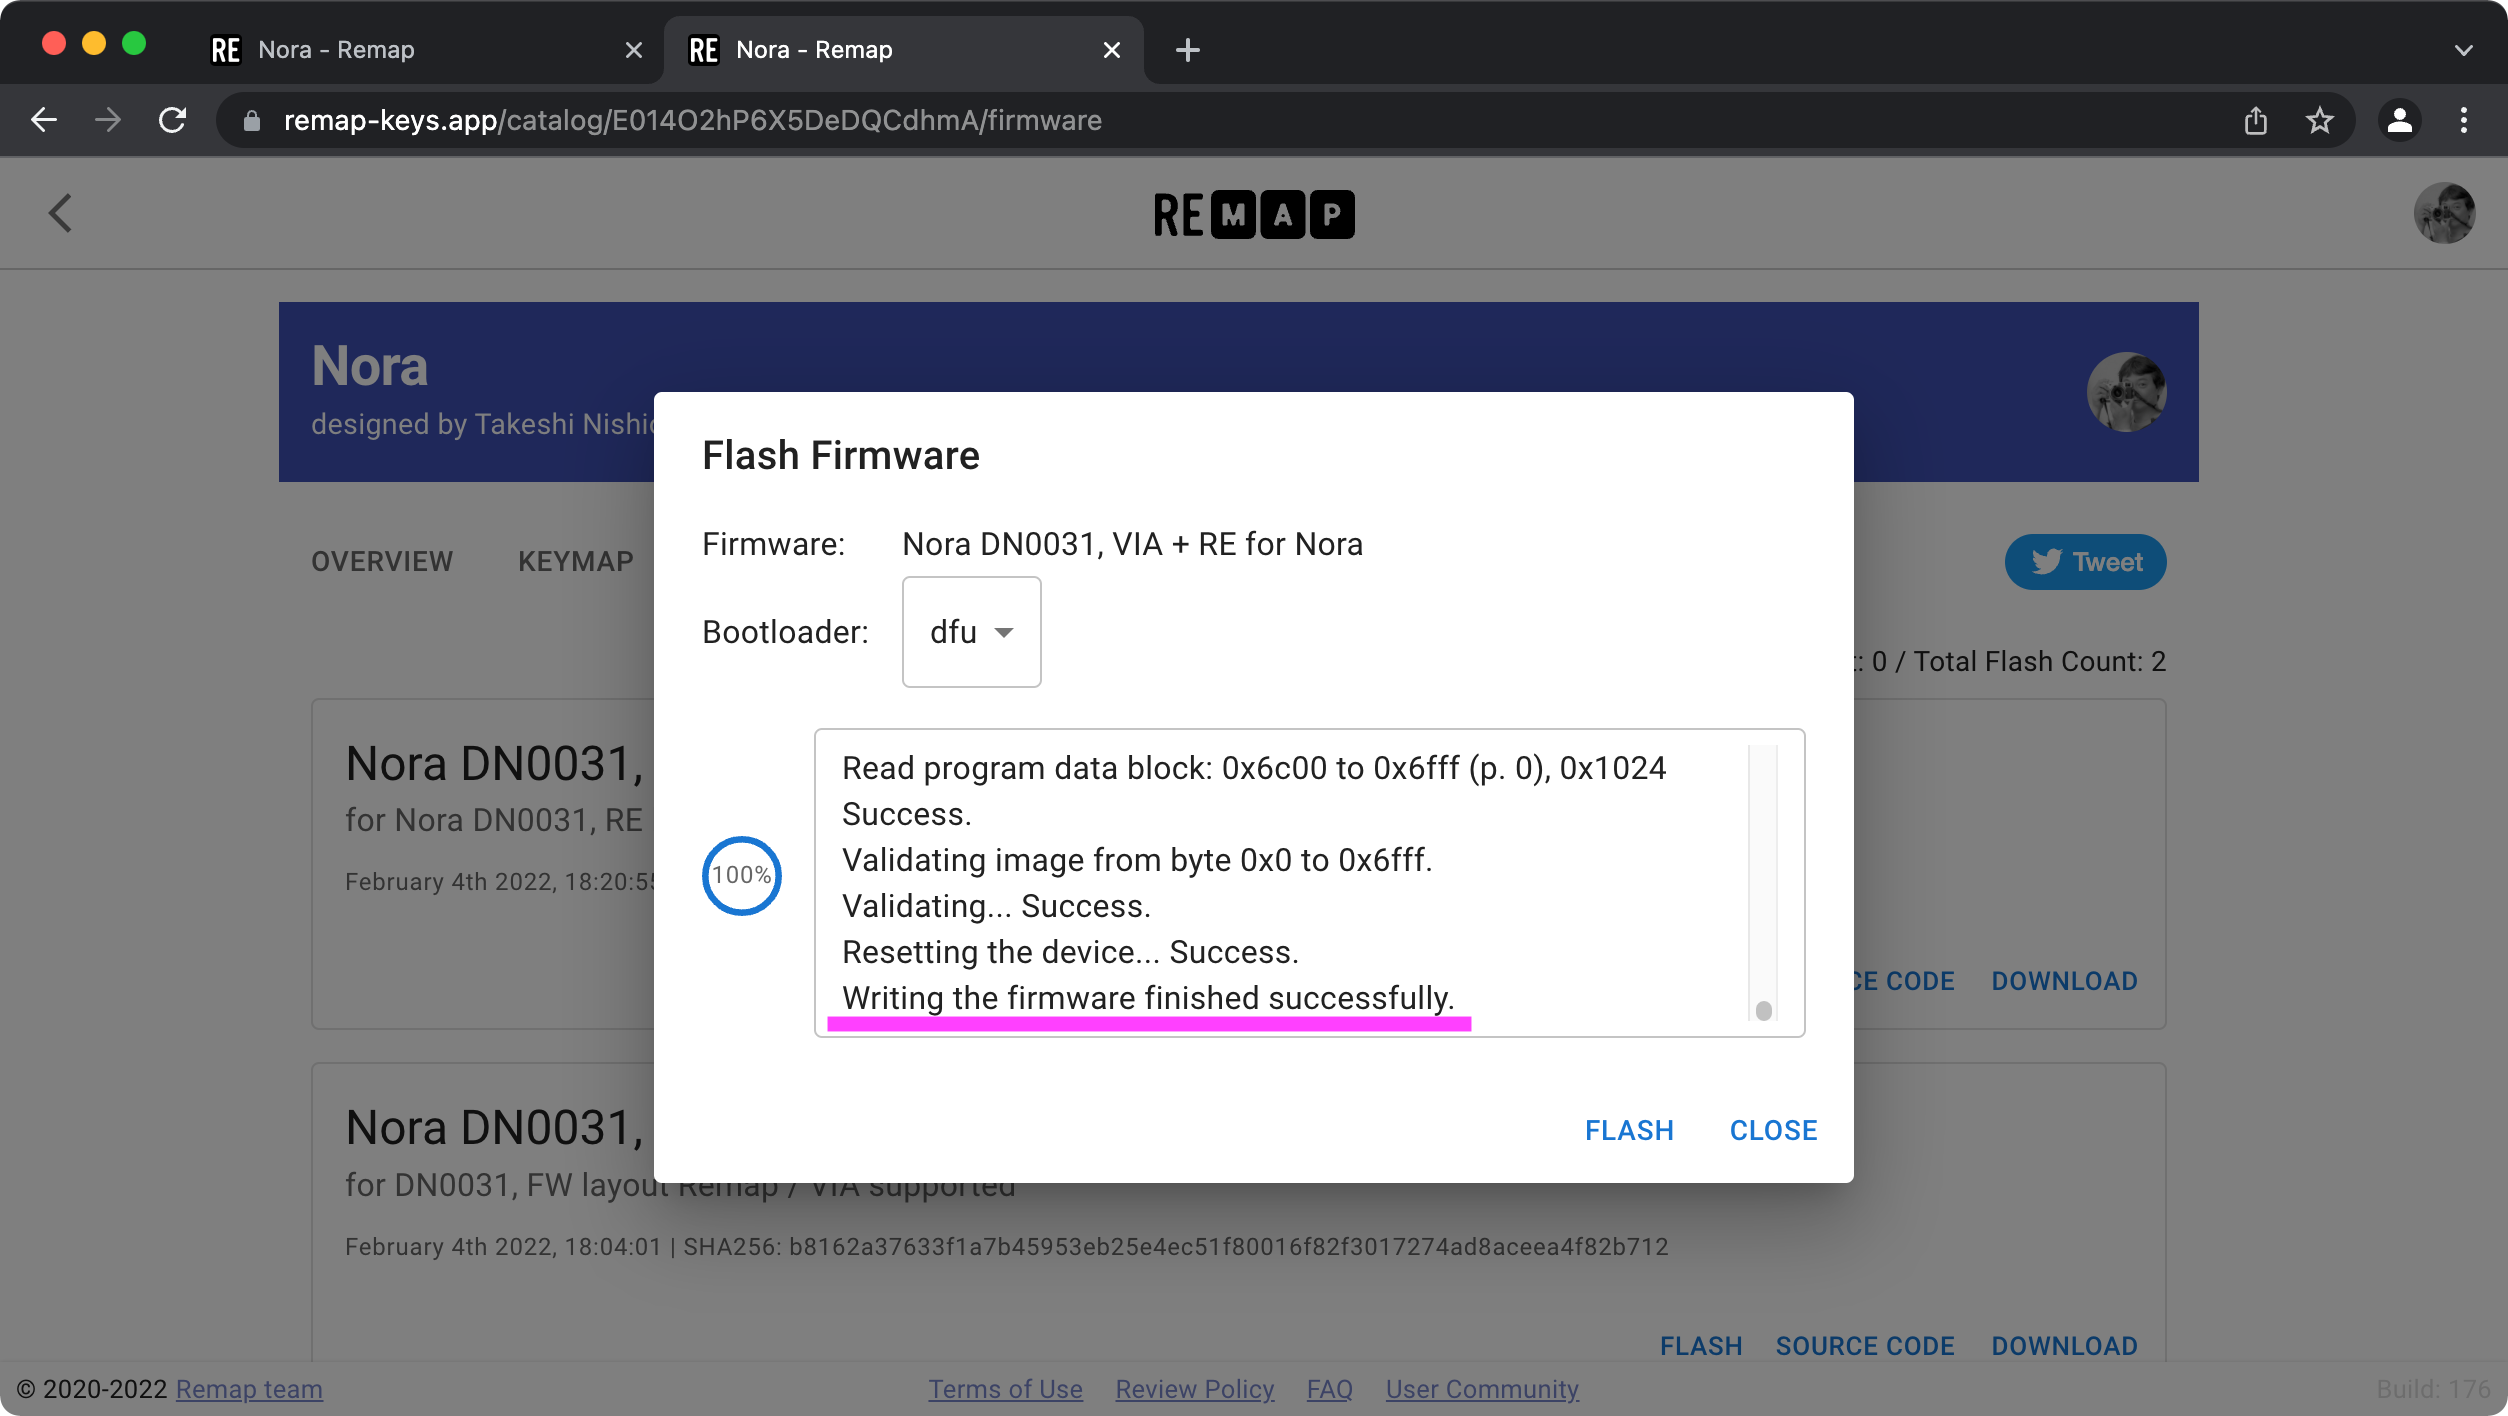 RE Nora - Remap
RE Nora - Remap
remap-keys.app/catalog/E014O2hP6X5DeDQCdhmA/firmware
REMAP
Nora
designed by Takeshi
OVERVIEW KEYMAP
Tweet
: 0 / Total Flash Count: 2
Flash Firmware
Firmware: Nora DN0031, VIA + RE for Nora
Bootloader: dfu
100%
Read program data block: 0x6c00 to 0x6fff (p. 0), 0x1024
Success.
Validating image from byte 0x0 to 0x6fff.
Validating... Success.
Resetting the device... Success.
Writing the firmware finished successfully.
FLASH CLOSE
Nora DN0031,
for Nora DN0031, RE
February 4th 2022, 18:20:55
CODE DOWNLOAD
Nora DN0031,
for DN0031, FW layout Remap / VIA supported
February 4th 2022, 18:04:01 | SHA256: b8162a37633f1a7b45953eb25e4ec51f80016f82f3017274ad8aceea4f82b712
FLASH SOURCE CODE DOWNLOAD
© 2020-2022 Remap team Terms of Use Review Policy FAQ User Community Build: 176